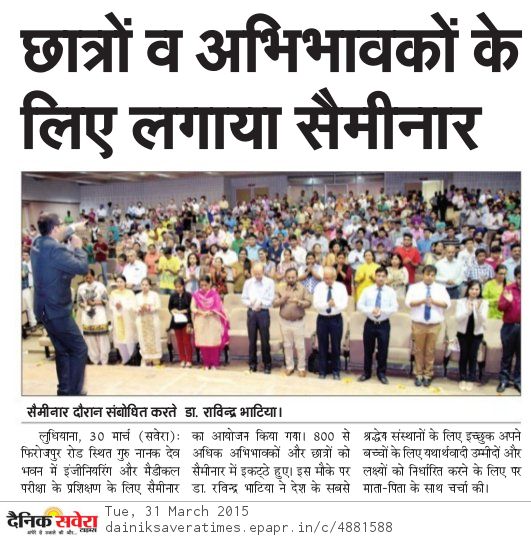 छात्रों व अभिभावकों के
लिए लगाया सैमीनार
सैमीनार दौरान संबोधित करते डा. राविन्द्र भाटिया।
लुधियाना, 30 मार्च (सवेरा):
फिरोजपुर रोड स्थित गुरु नानक देव
भवन में इंजीनियरिंग और मैडीकल
परीक्षा के प्रशिक्षण के लिए सैमीनार
का आयोजन किया गया। 800 से
अधिक अभिभावकों और छात्रों को
सैमीनार में इकट्ठे हुए। इस मौके पर
डा. रविन्द्र भाटिया ने देश के सबसे
श्रद्धेय संस्थानों के लिए इच्छुक अपने
बच्चों के लिए यथार्थवादी उम्मीदों और
लक्ष्यों को निर्धारित करने के लिए पर
माता-पिता के साथ चर्चा की।
दैनिक सवेरा
टाइम्स
Tue, 31 March 2015
dainiksaveratimes.epapr.in/c/4881588